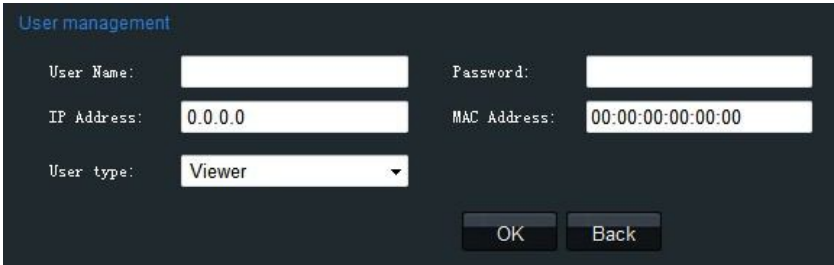 User management
User Name: Password:
IP Address: 0.0.0.0 MAC Address: 00:00:00:00:00:00
User type: Viewer
OK Back